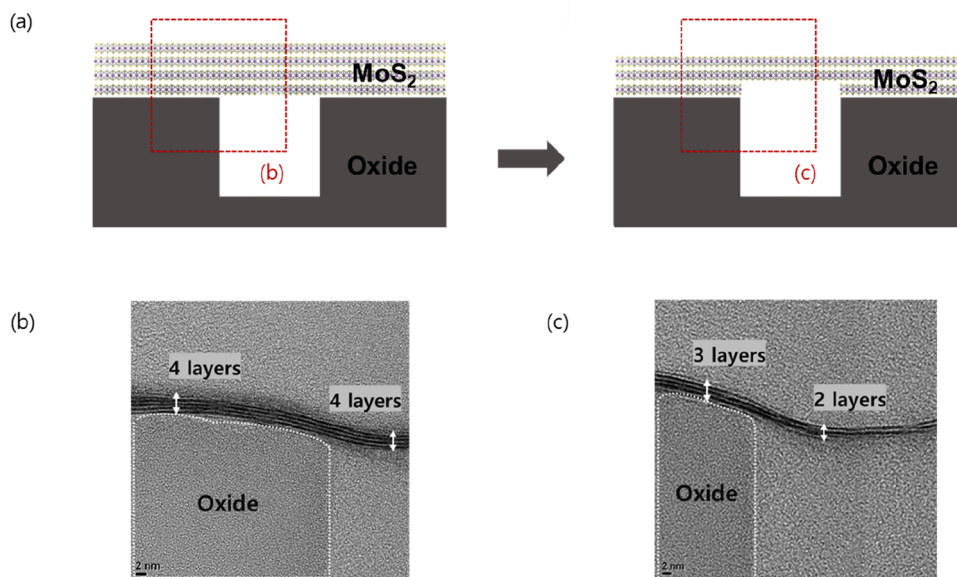 (a)
MoS2
MoS2
Oxide
(b)
(c)
Oxide
(b)
(c)
4 layers
4 layers
Oxide
2 nm
3 layers
2 layers
Oxide
2 nm